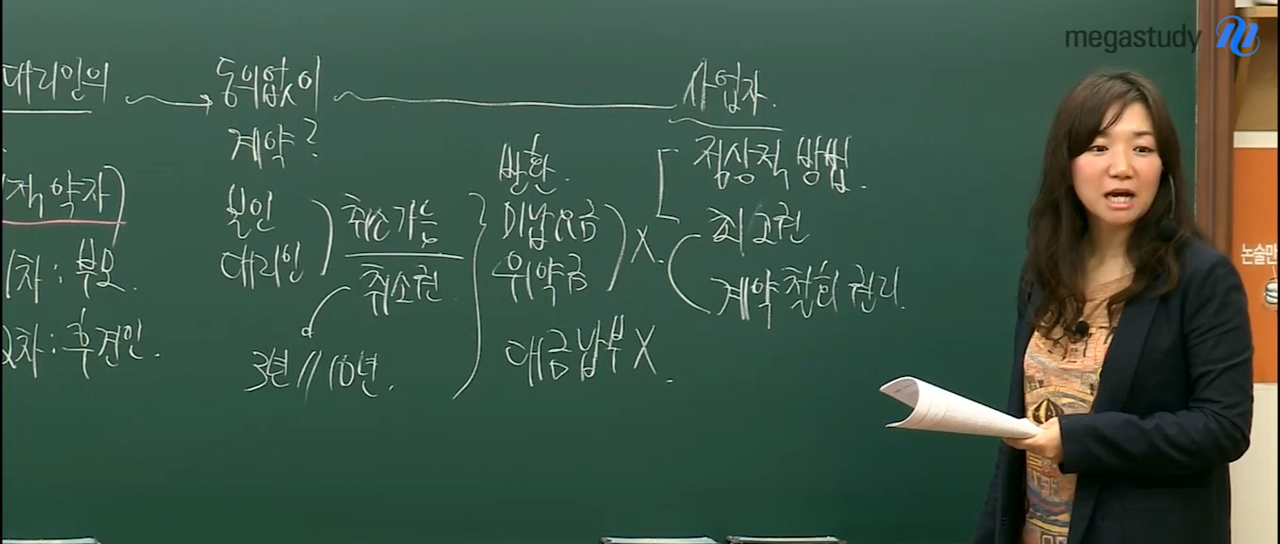 megastudy
대리인의 → 동의없이 사업자.
계약?
적약자)
1차 : 부모.
2차 : 후견인.
본인
대리인
취소가능
취소권.
3년 // 10년.
반환.
미납요금
위약금
X.
대금납부 X.
정상적 방법.
최고권
계약철회 권리.
논술만